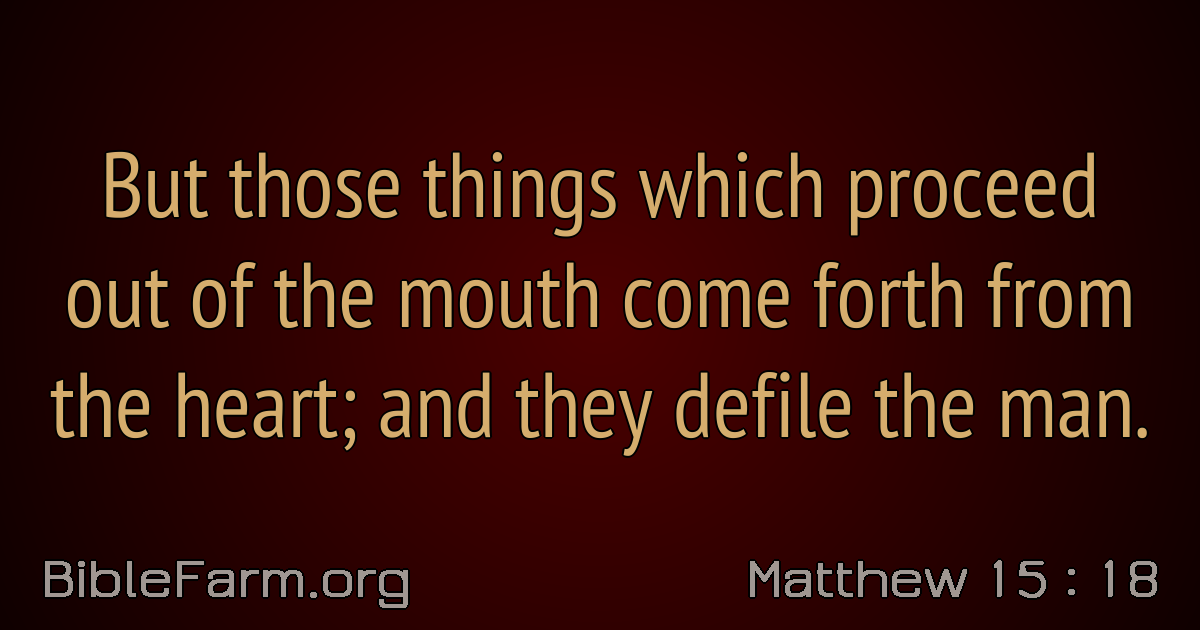 But those things which proceed
out of the mouth come forth from
the heart; and they defile the man.
BibleFarm.org
Matthew 15 : 18